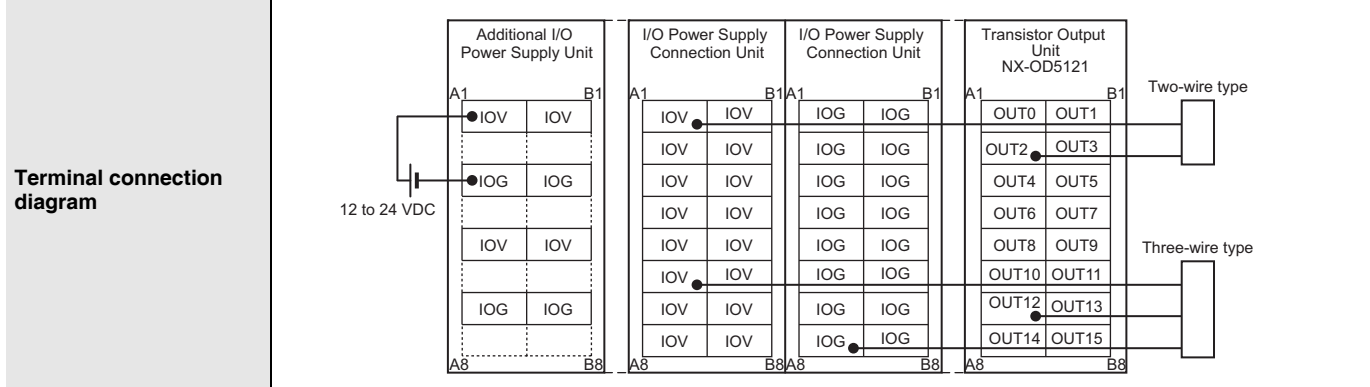 Terminal connection
diagram
Additional I/O
Power Supply Unit
I/O Power Supply
Connection Unit
I/O Power Supply
Connection Unit
Transistor Output
Unit
NX-OD5121
Two-wire type
Three-wire type
12 to 24 VDC
A1 B1
IOV IOV
IOG IOG
IOV IOV
IOG IOG
A8 B8
A1 B1
IOV IOV
IOV IOV
IOV IOV
IOV IOV
IOV IOV
IOV IOV
IOV IOV
IOV IOV
A8 B8
A1 B1
IOG IOG
IOG IOG
IOG IOG
IOG IOG
IOG IOG
IOG IOG
IOG IOG
IOG IOG
A8 B8
A1 B1
OUT0 OUT1
OUT2 OUT3
OUT4 OUT5
OUT6 OUT7
OUT8 OUT9
OUT10 OUT11
OUT12 OUT13
OUT14 OUT15
A8 B8